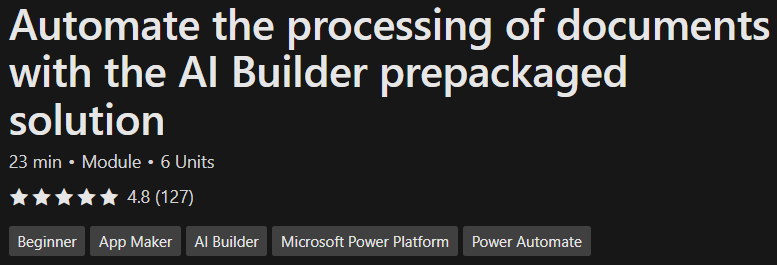 Automate the processing of documents
with the AI Builder prepackaged
solution
23 min • Module • 6 Units
4.8 (127)
Beginner App Maker AI Builder Microsoft Power Platform Power Automate